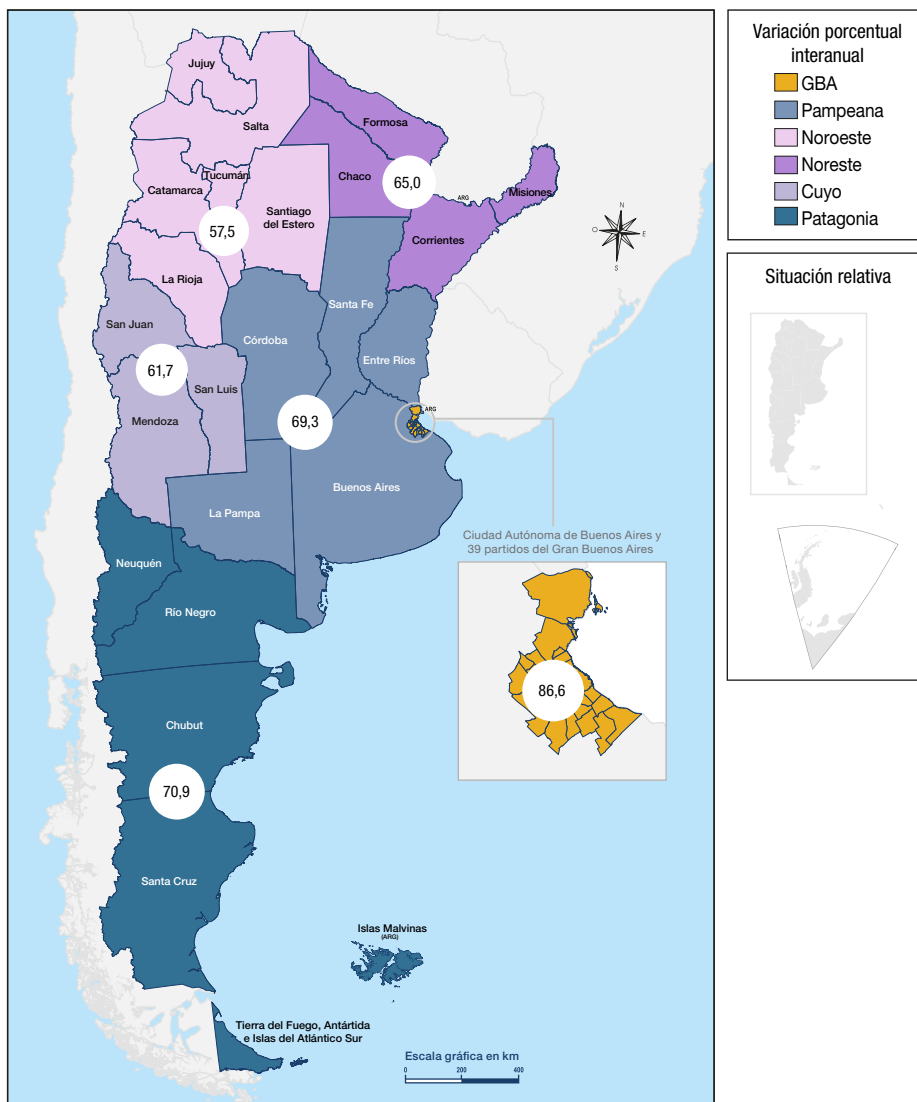 Jujuy
Salta
Formosa
Chaco
65,0
ARG
Misiones
Tucumán
Catamarca
Santiago
del Estero
57,5
Corrientes
La Rioja
San Juan
Córdoba
Santa Fe
Entre Ríos
61,7
San Luis
Mendoza
69,3
ARG
Buenos Aires
La Pampa
Ciudad Autónoma de Buenos Aires y
39 partidos del Gran Buenos Aires
Neuquén
Río Negro
86,6
Chubut
70,9
Santa Cruz
Islas Malvinas
(ARG)
Tierra del Fuego, Antártida
e Islas del Atlántico Sur
Escala gráfica en km
0 200 400
N
O E
S
Variación porcentual
interanual
GBA
Pampeana
Noroeste
Noreste
Cuyo
Patagonia
Situación relativa